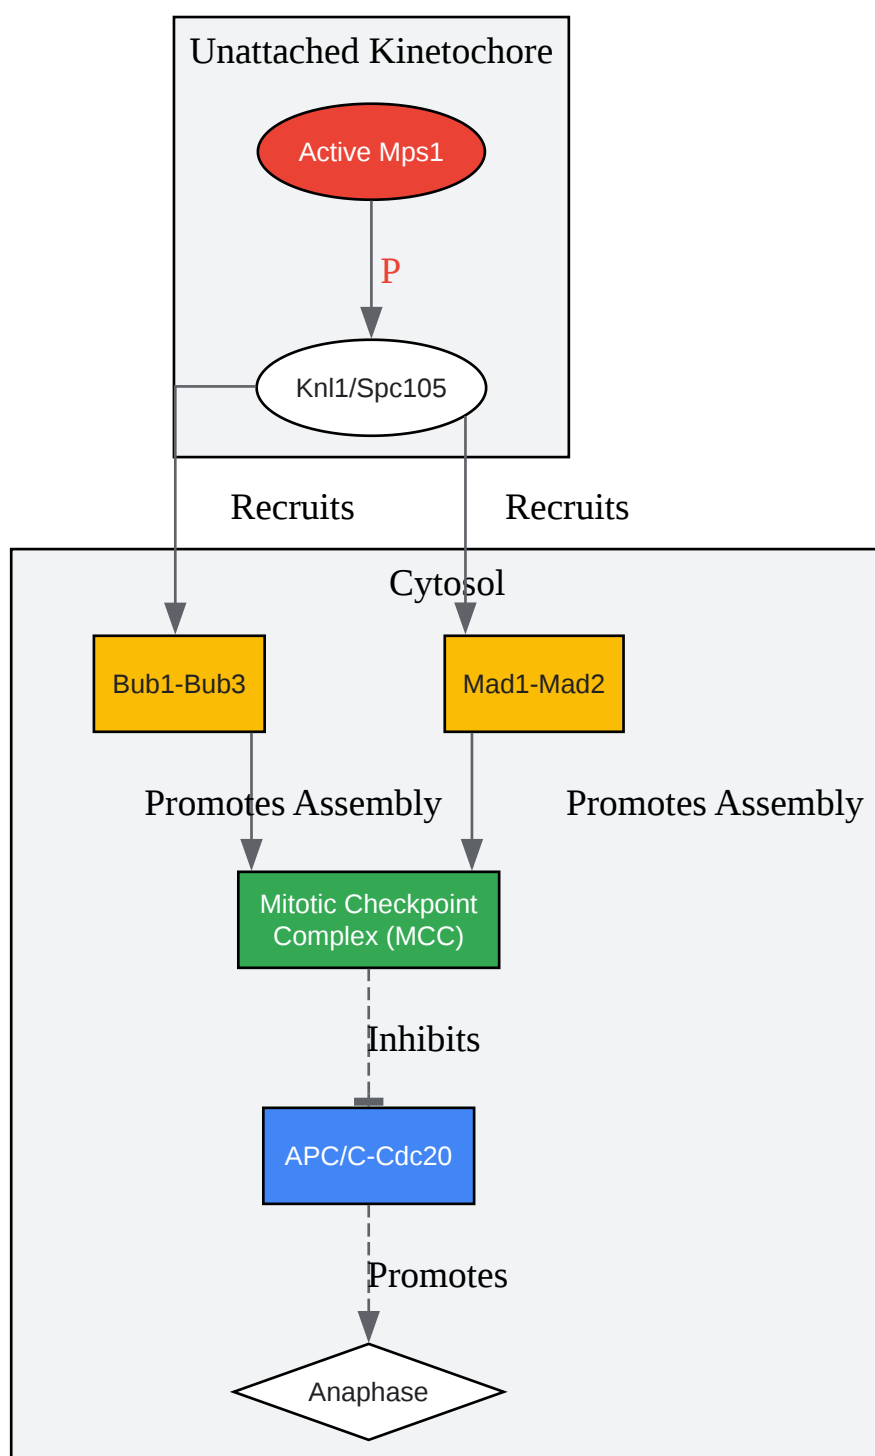 Unattached Kinetochore
Active Mps1
P
Knl1/Spc105
Recruits
Recruits
Cytosol
Bub1-Bub3
Mad1-Mad2
Promotes Assembly
Promotes Assembly
Mitotic Checkpoint
Complex (MCC)
Inhibits
APC/C-Cdc20
Promotes
Anaphase